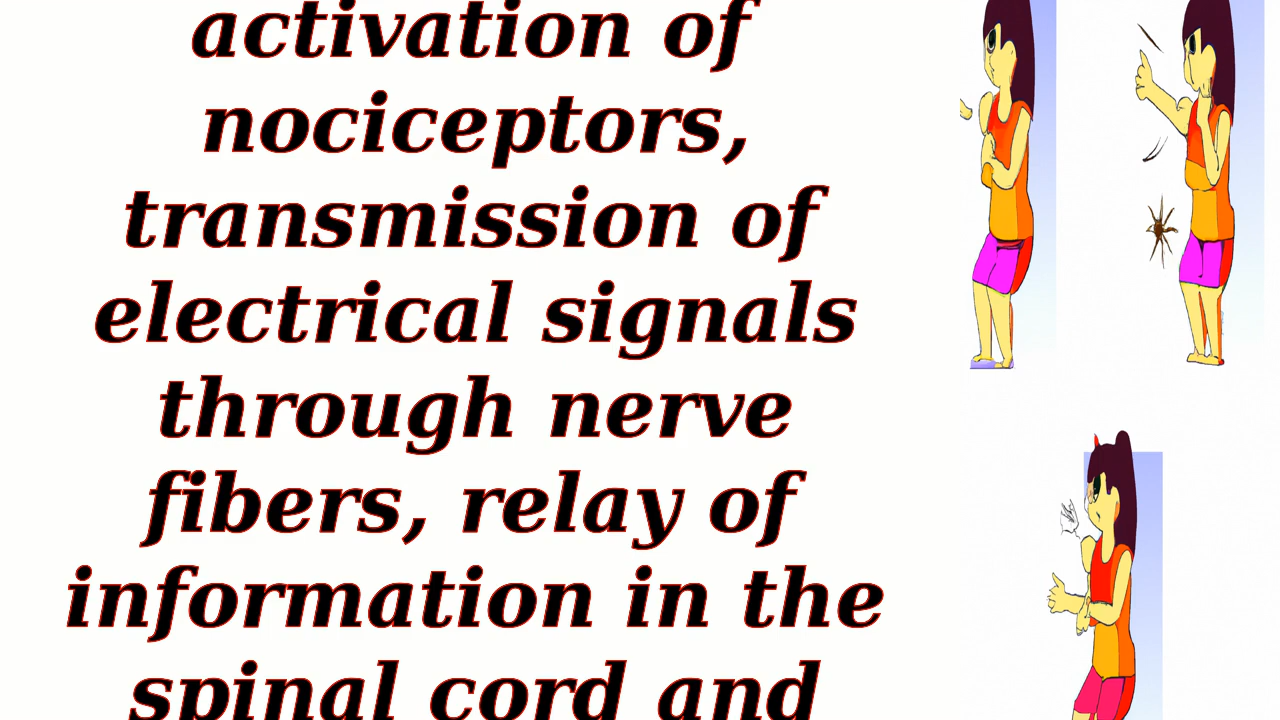 activation of
nociceptors,
transmission of
electrical signals
through nerve
fibers, relay of
information in the
spinal cord and